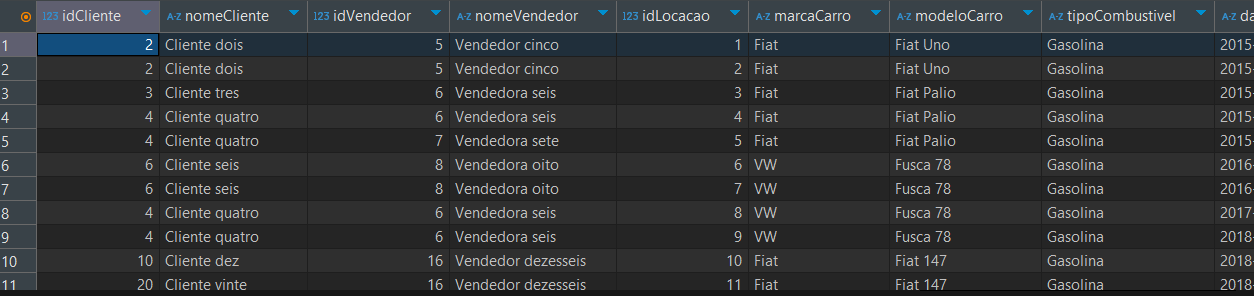 123 idCliente A-Z nomeCliente 123 idVendedor A-Z nomeVendedor 123 idLocacao A-Z marcaCarro A-Z modeloCarro A-Z tipoCombustivel da
1 2 Cliente dois 5 Vendedor cinco 1 Fiat Fiat Uno Gasolina 2015-
2 2 Cliente dois 5 Vendedor cinco 2 Fiat Fiat Uno Gasolina 2015-
3 3 Cliente tres 6 Vendedora seis 3 Fiat Fiat Palio Gasolina 2015-
4 4 Cliente quatro 6 Vendedora seis 4 Fiat Fiat Palio Gasolina 2015-
5 4 Cliente quatro 7 Vendedora sete 5 Fiat Fiat Palio Gasolina 2015-
6 6 Cliente seis 8 Vendedora oito 6 VW Fusca 78 Gasolina 2016-
7 6 Cliente seis 8 Vendedora oito 7 VW Fusca 78 Gasolina 2016-
8 4 Cliente quatro 6 Vendedora seis 8 VW Fusca 78 Gasolina 2017-
9 4 Cliente quatro 6 Vendedora seis 9 VW Fusca 78 Gasolina 2018-
10 10 Cliente dez 16 Vendedor dezesseis 10 Fiat Fiat 147 Gasolina 2018-
11 20 Cliente vinte 16 Vendedor dezesseis 11 Fiat Fiat 147 Gasolina 2018-